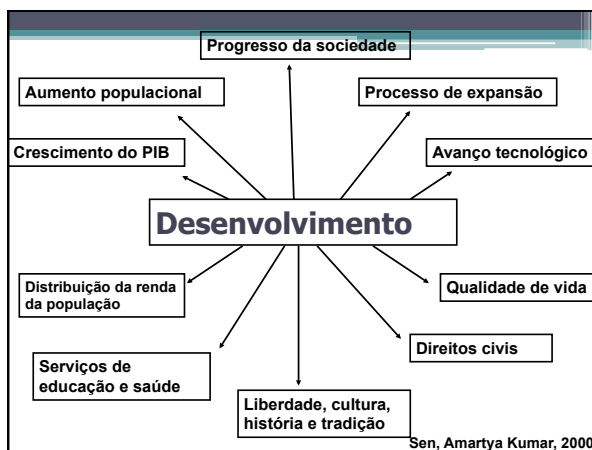 Progresso da sociedade
Aumento populacional
Processo de expansão
Crescimento do PIB
Avanço tecnológico
Desenvolvimento
Distribuição da renda
da população
Qualidade de vida
Serviços de
educação e saúde
Direitos civis
Liberdade, cultura,
história e tradição
Sen, Amartya Kumar, 2000